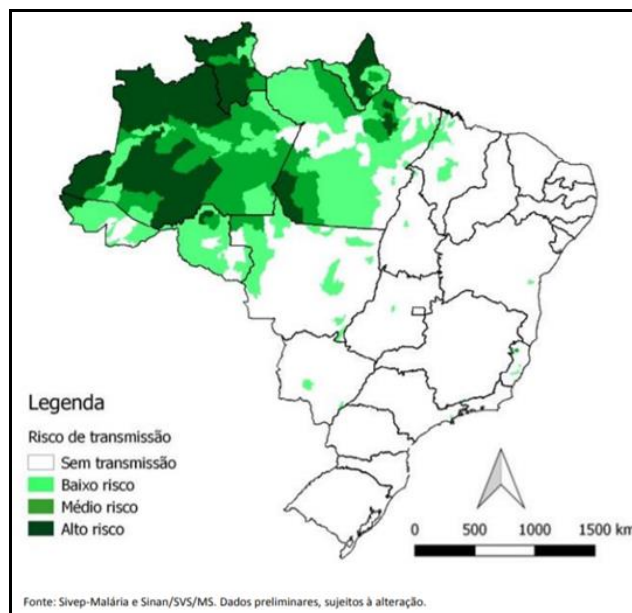 Legenda
Risco de transmissão
Sem transmissão
Baixo risco
Médio risco
Alto risco
0 500 1000 1500 km
Fonte: Sivep-Malária e Sinan/SVS/MS. Dados preliminares, sujeitos à alteração.